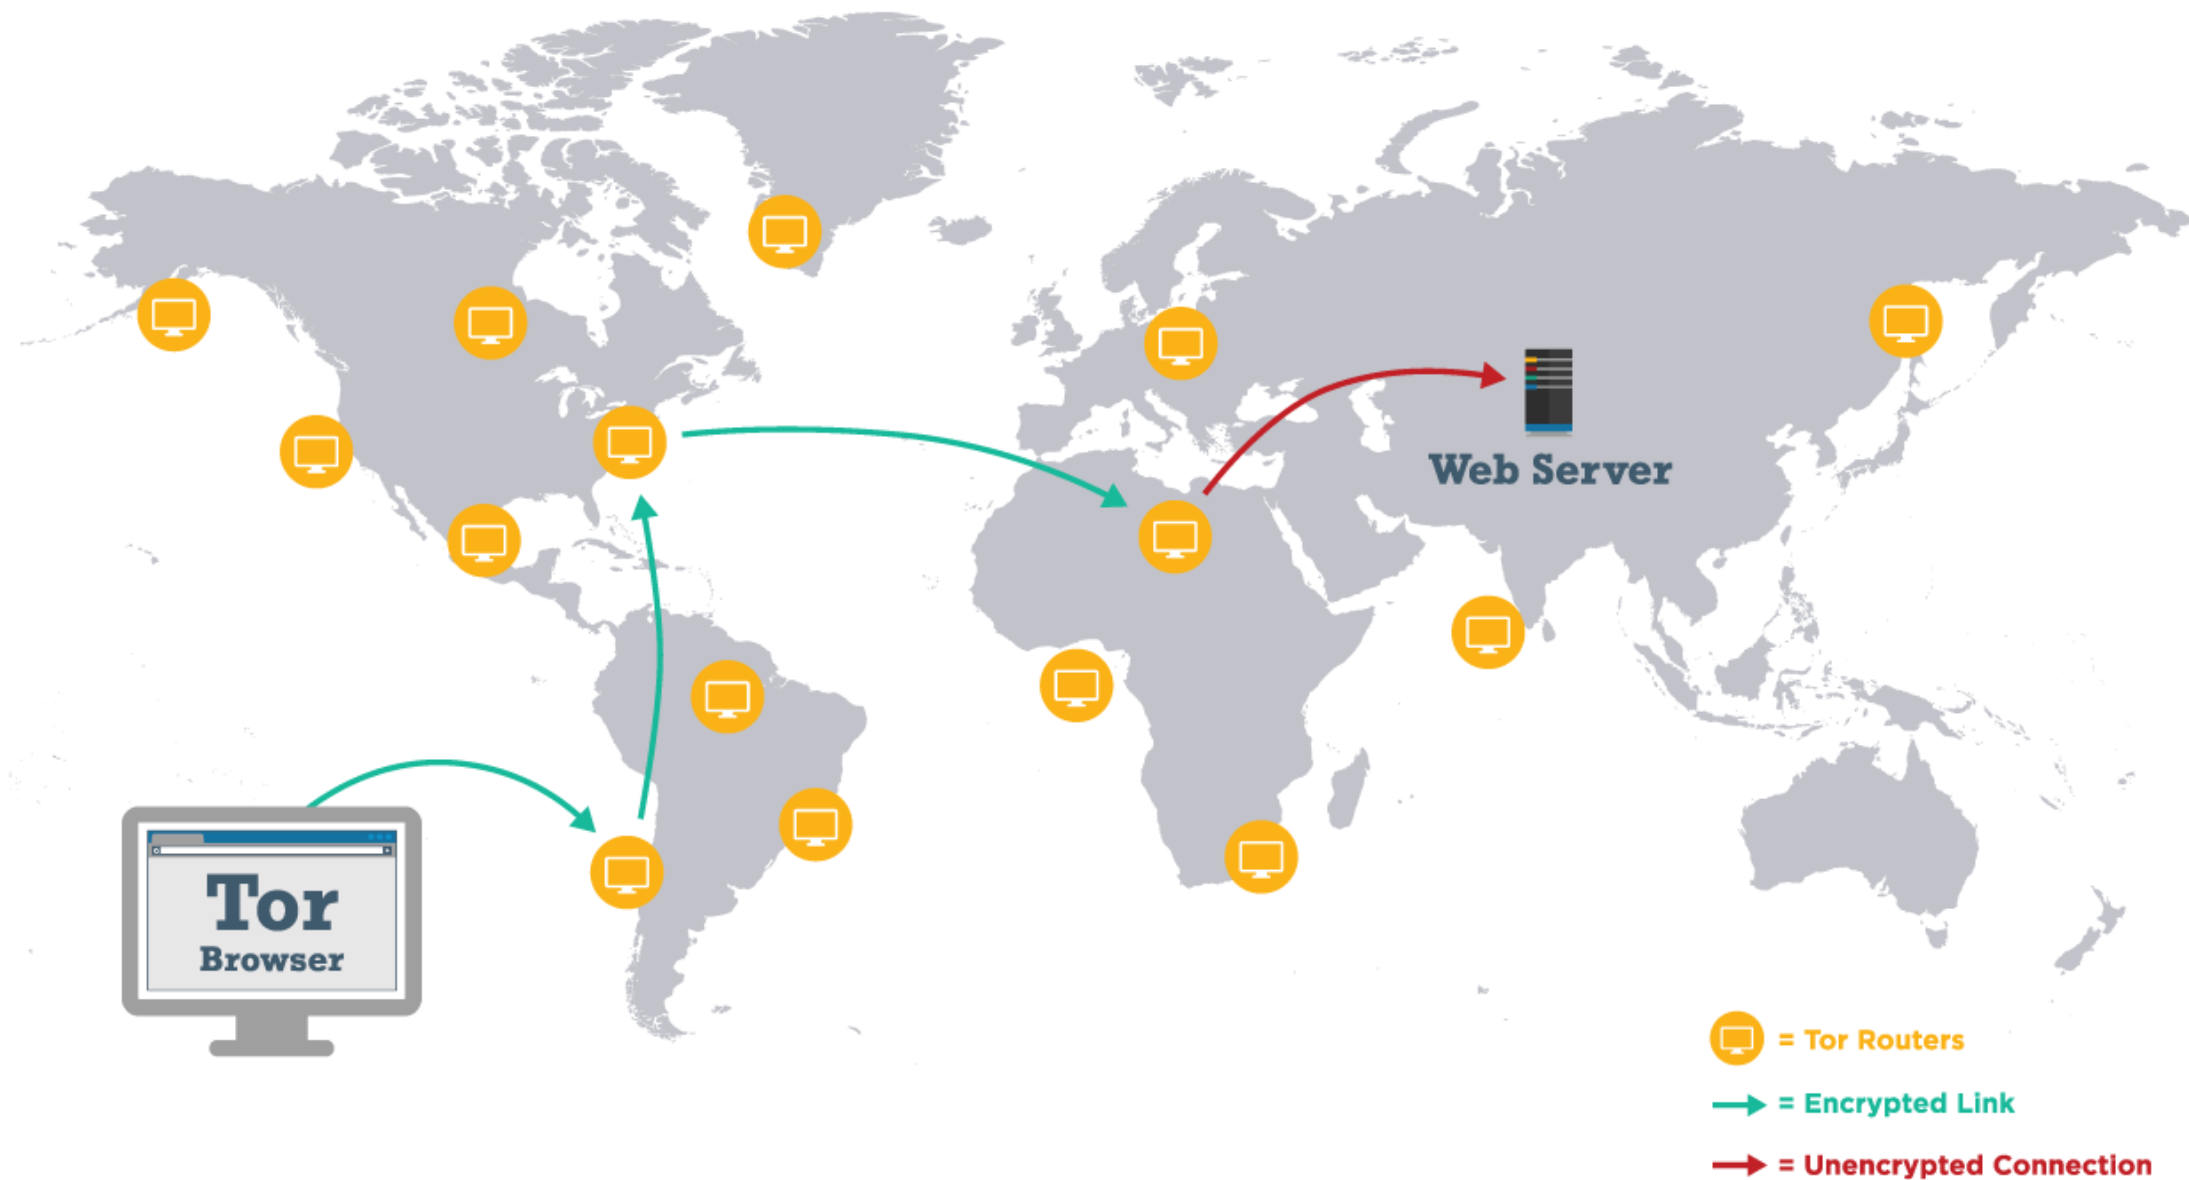 Web Server
Tor
Browser
= Tor Routers
= Encrypted Link
= Unencrypted Connection